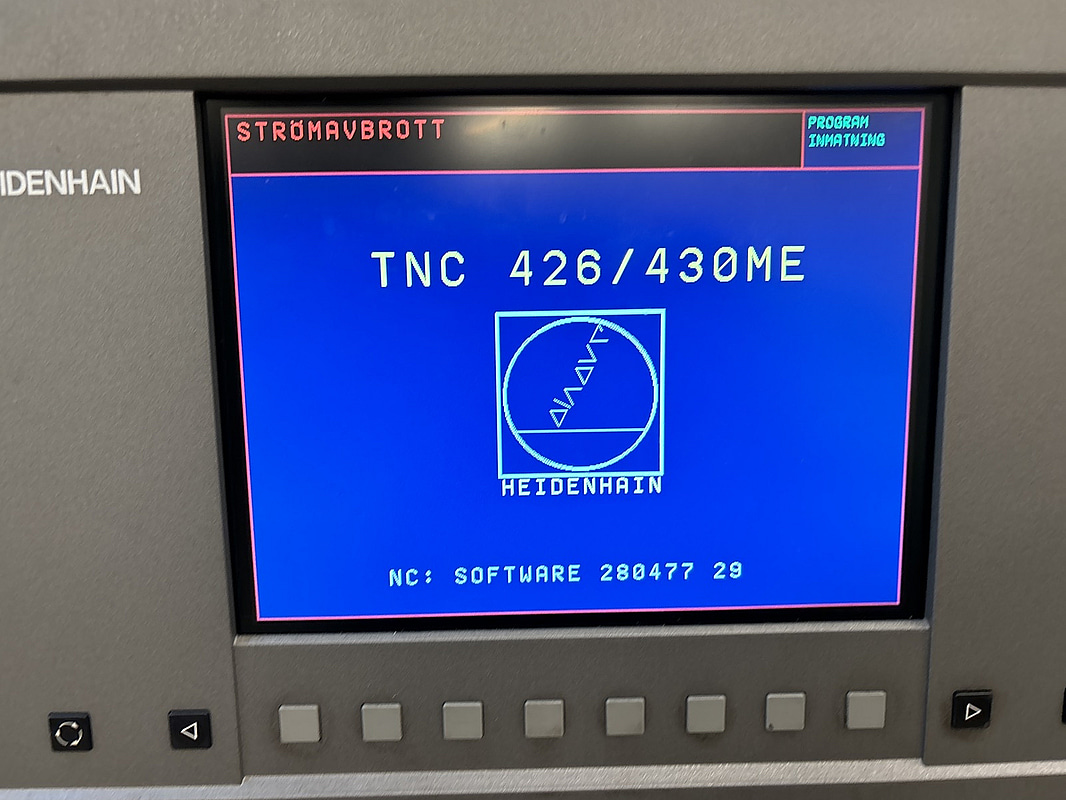 STRÖMAVBROTT
PROGRAM
INMATNING
IDENHAIN
TNC 426/430ME
HEIDENHAIN
NC: SOFTWARE 280477 29